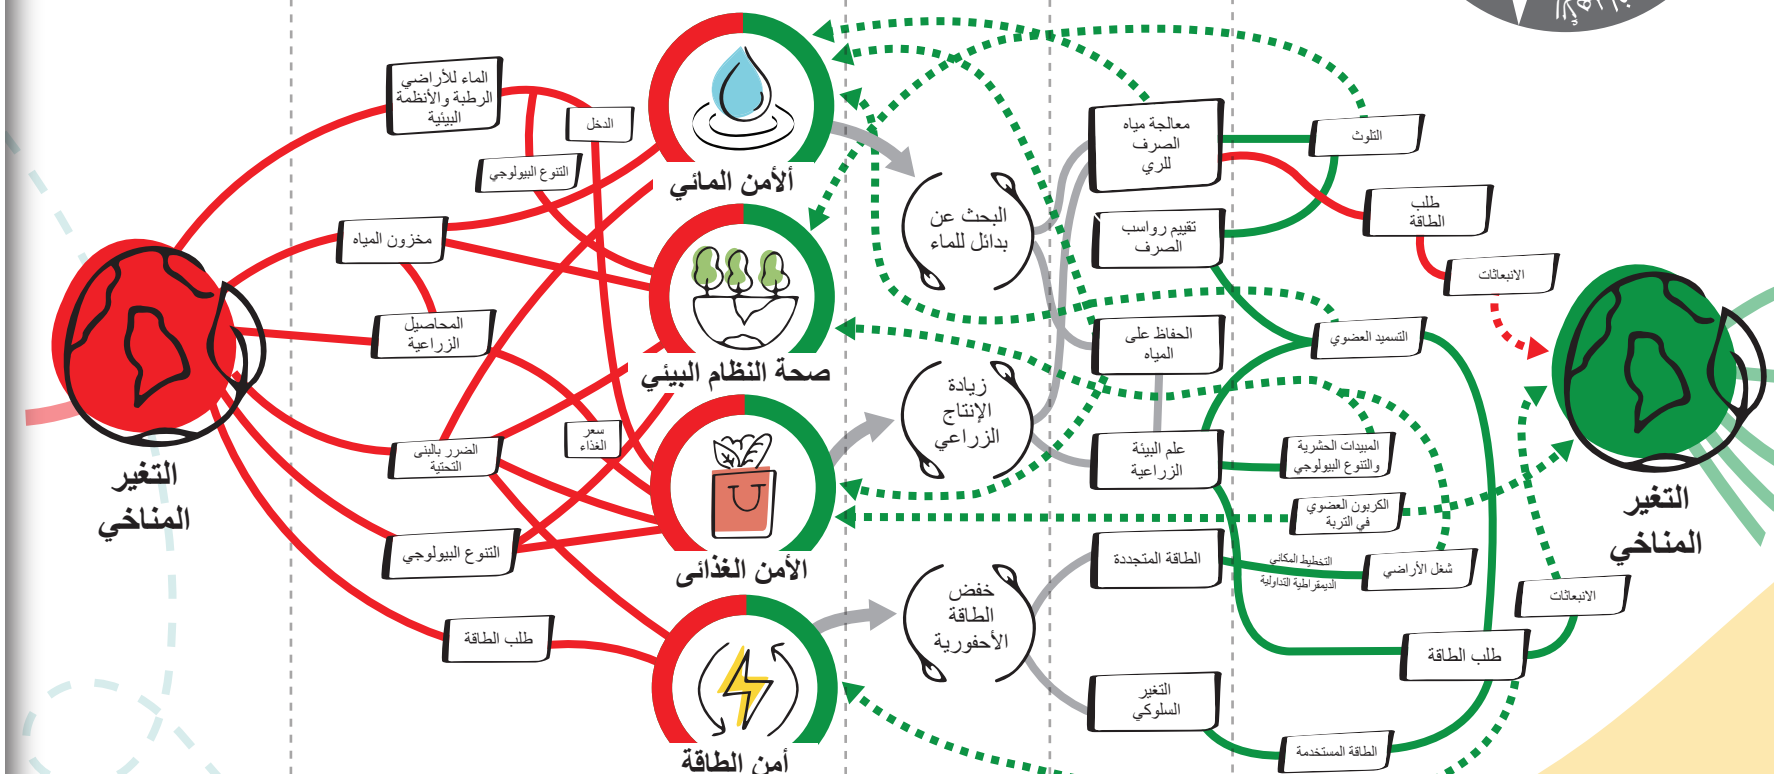 الماء للأراضي
الرطبة والأنظمة
البيئية
الدخل
التنوع البيولوجي
مخزون المياه
المحاصيل
الزراعية
سعر
الغذاء
الضرر بالبنى
التحتية
التنوع البيولوجي
طلب الطاقة
التغير
المناخي
ألأمن المائي
صحة النظام البيئي
الأمن الغذائى
أمن الطاقة
البحث عن
بدائل للماء
زيادة
الإنتاج
الزراعي
خفض
الطاقة
الأحفورية
معالجة مياه
الصرف
للري
تقييم رواسب
الصرف
الحفاظ على
المياه
علم البيئة
الزراعية
الطاقة المتجددة
التغير
السلوكي
التلوث
طلب
الطاقة
الانبعاثات
التسميد العضوي
المبيدات الحشرية
والتنوع البيولوجي
الكربون العضوي
في التربة
التخطيط المكاني
الديمقراطية التداولية
شغل الأراضي
الانبعاثات
طلب الطاقة
الطاقة المستخدمة
التغير
المناخي